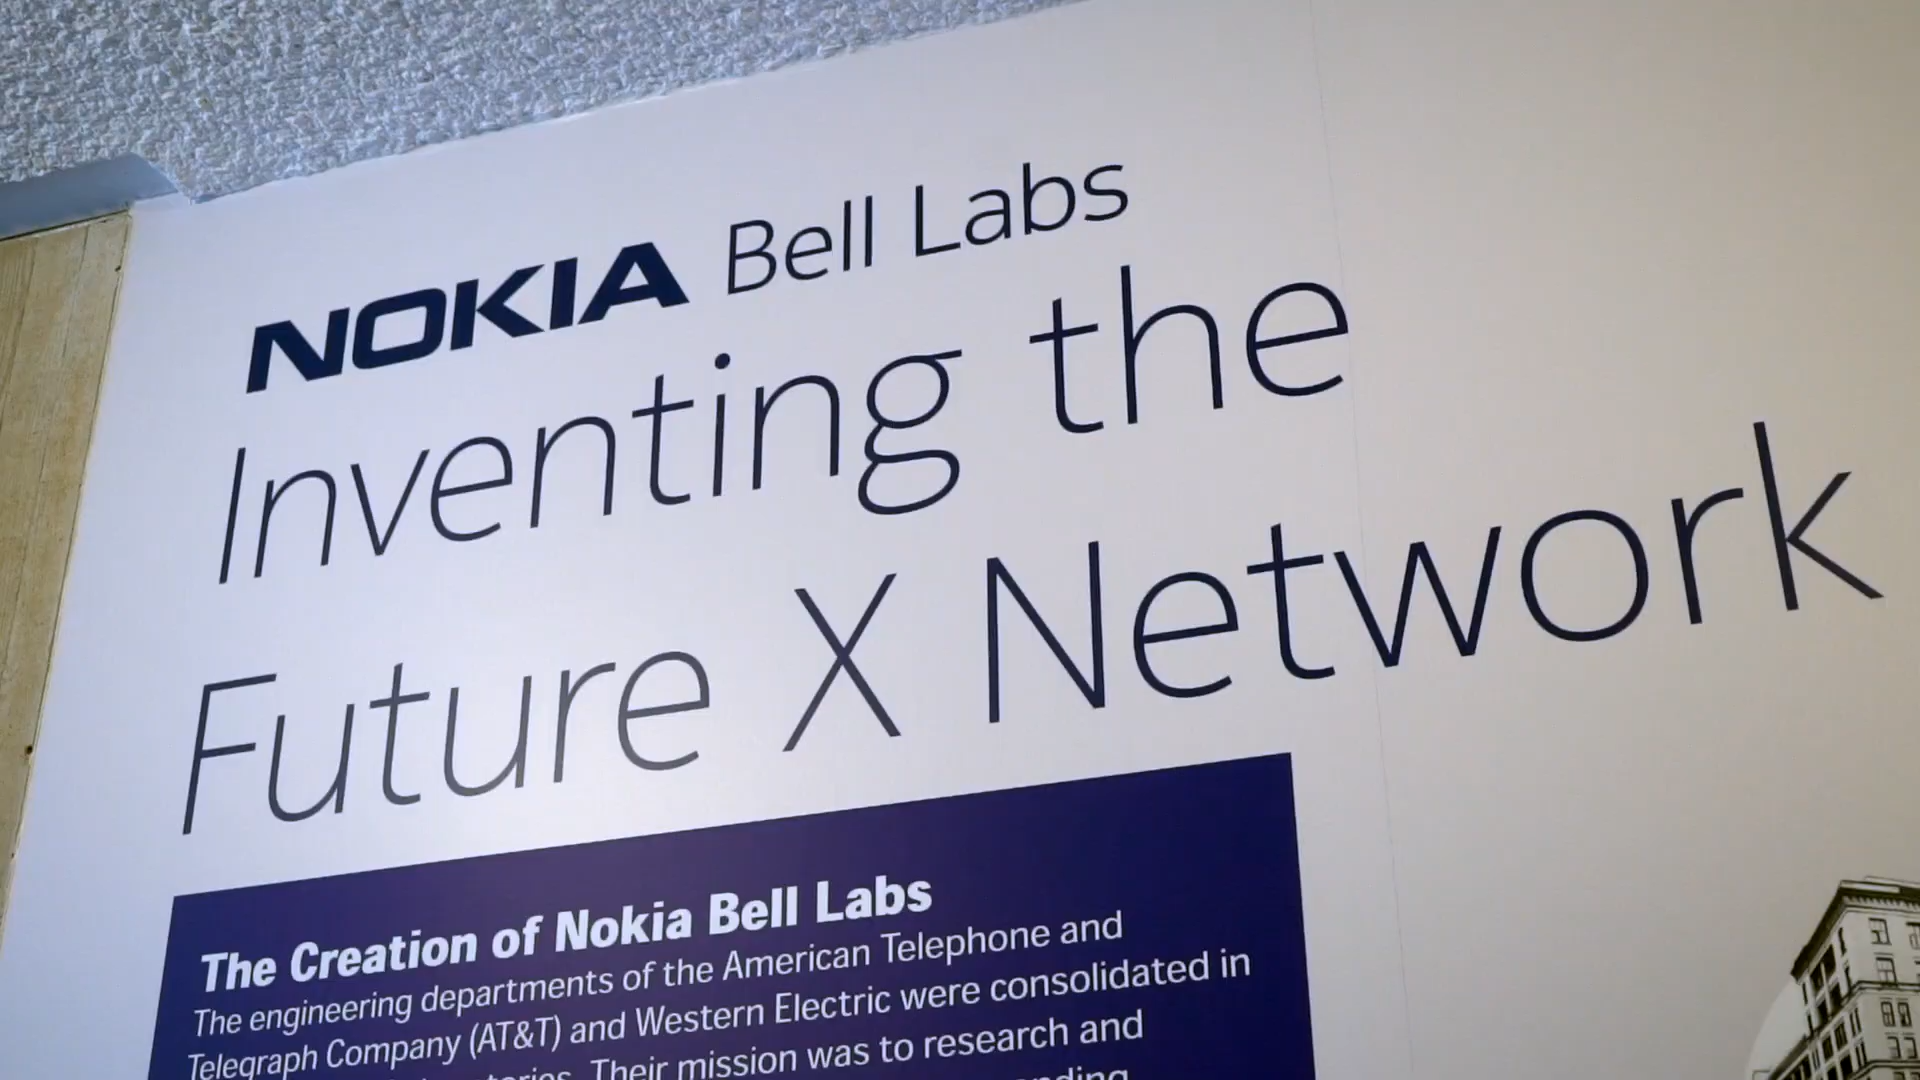 NOKIA Bell Labs
Inventing the
Future X Network
The Creation of Nokia Bell Labs
The engineering departments of the American Telephone and
Telegraph Company (AT&T) and Western Electric were consolidated in
Their mission was to research and